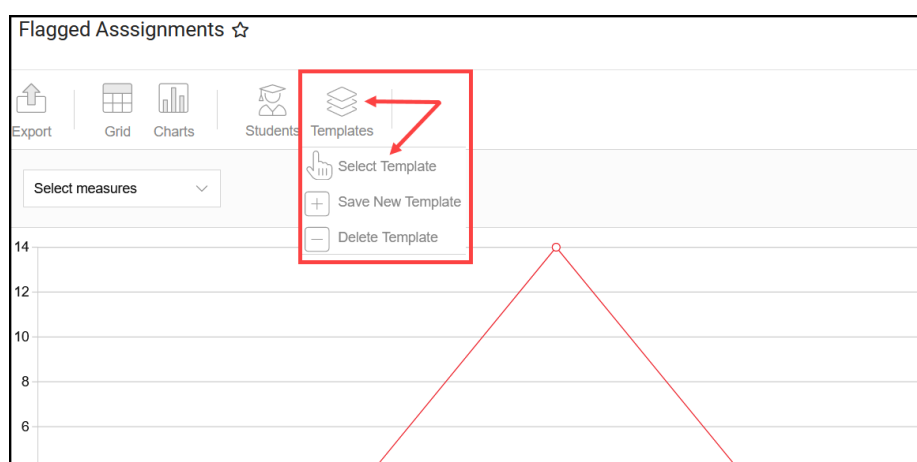 Flagged Asssignments
Export Grid Charts Students Templates
Select Template
Select measures
Save New Template
Delete Template
14
12
10
8
6